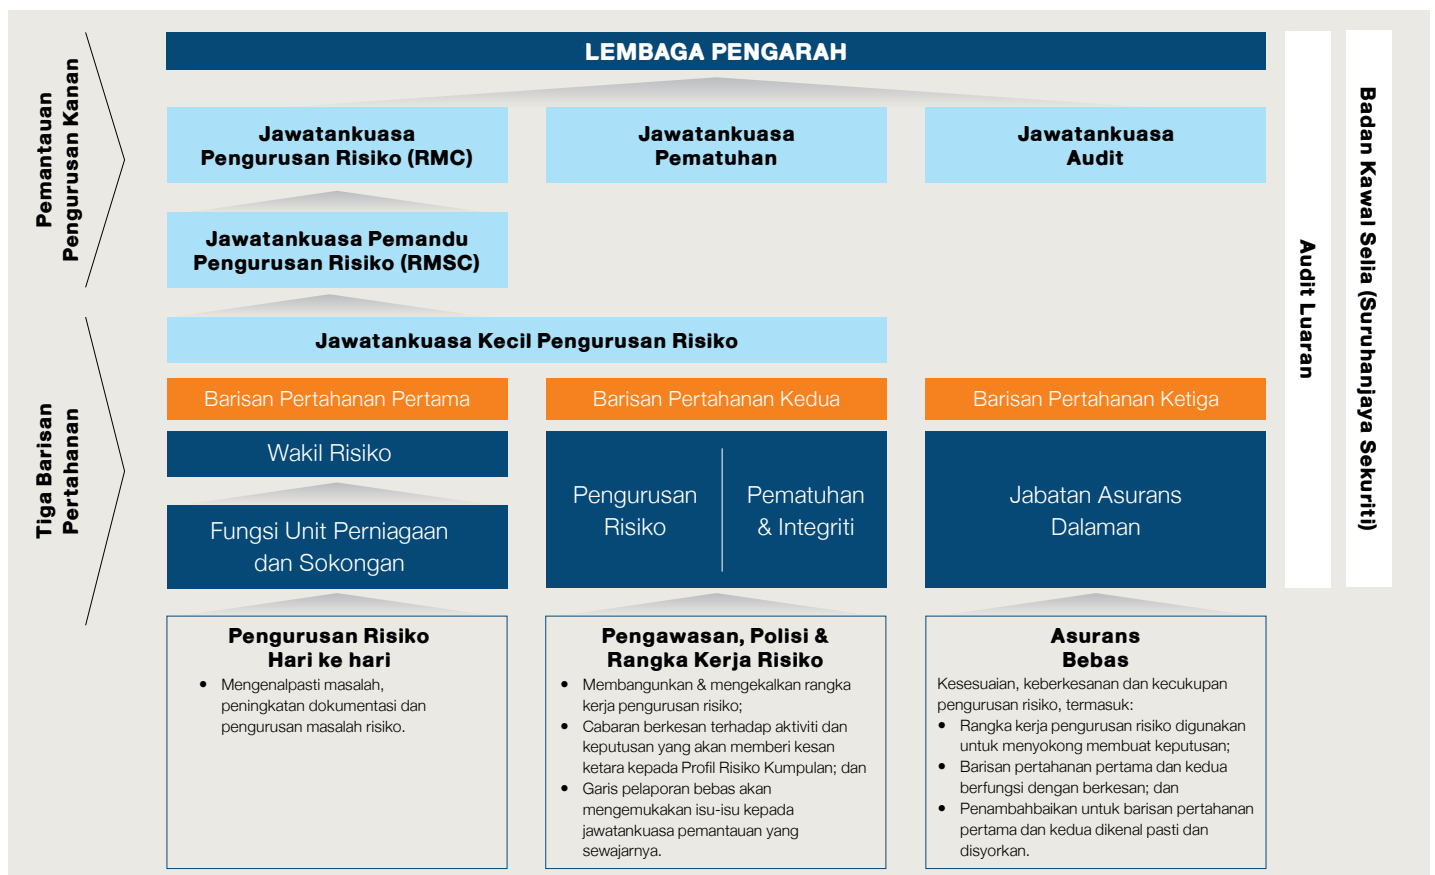 Pemantauan
Pengurusan Kanan
LEMBAGA PENGARAH
Jawatankuasa
Pengurusan Risiko (RMC)
Jawatankuasa
Pematuhan
Jawatankuasa
Audit
Jawatankuasa Pemandu
Pengurusan Risiko (RMSC)
Tiga Barisan
Pertahanan
Jawatankuasa Kecil Pengurusan Risiko
Barisan Pertahanan Pertama
Barisan Pertahanan Kedua
Barisan Pertahanan Ketiga
Wakil Risiko
Fungsi Unit Perniagaan
dan Sokongan
Pengurusan
Risiko
Pematuhan
& Integriti
Jabatan Asurans
Dalaman
Pengurusan Risiko
Hari ke hari
• Mengenalpasti masalah,
peningkatan dokumentasi dan
pengurusan masalah risiko.
Pengawasan, Polisi &
Rangka Kerja Risiko
• Membangunkan & mengekalkan rangka
kerja pengurusan risiko;
• Cabaran berkesan terhadap aktiviti dan
keputusan yang akan memberi kesan
ketara kepada Profil Risiko Kumpulan; dan
• Garis pelaporan bebas akan
mengemukakan isu-isu kepada
jawatankuasa pemantauan yang
sewajarnya.
Asurans
Bebas
Kesesuaian, keberkesanan dan kecukupan
pengurusan risiko, termasuk:
• Rangka kerja pengurusan risiko digunakan
untuk menyokong membuat keputusan;
• Barisan pertahanan pertama dan kedua
berfungsi dengan berkesan; dan
• Penambahbaikan untuk barisan pertahanan
pertama dan kedua dikenal pasti dan
disyorkan.
Audit Luaran
Badan Kawal Selia (Suruhanjaya Sekuriti)